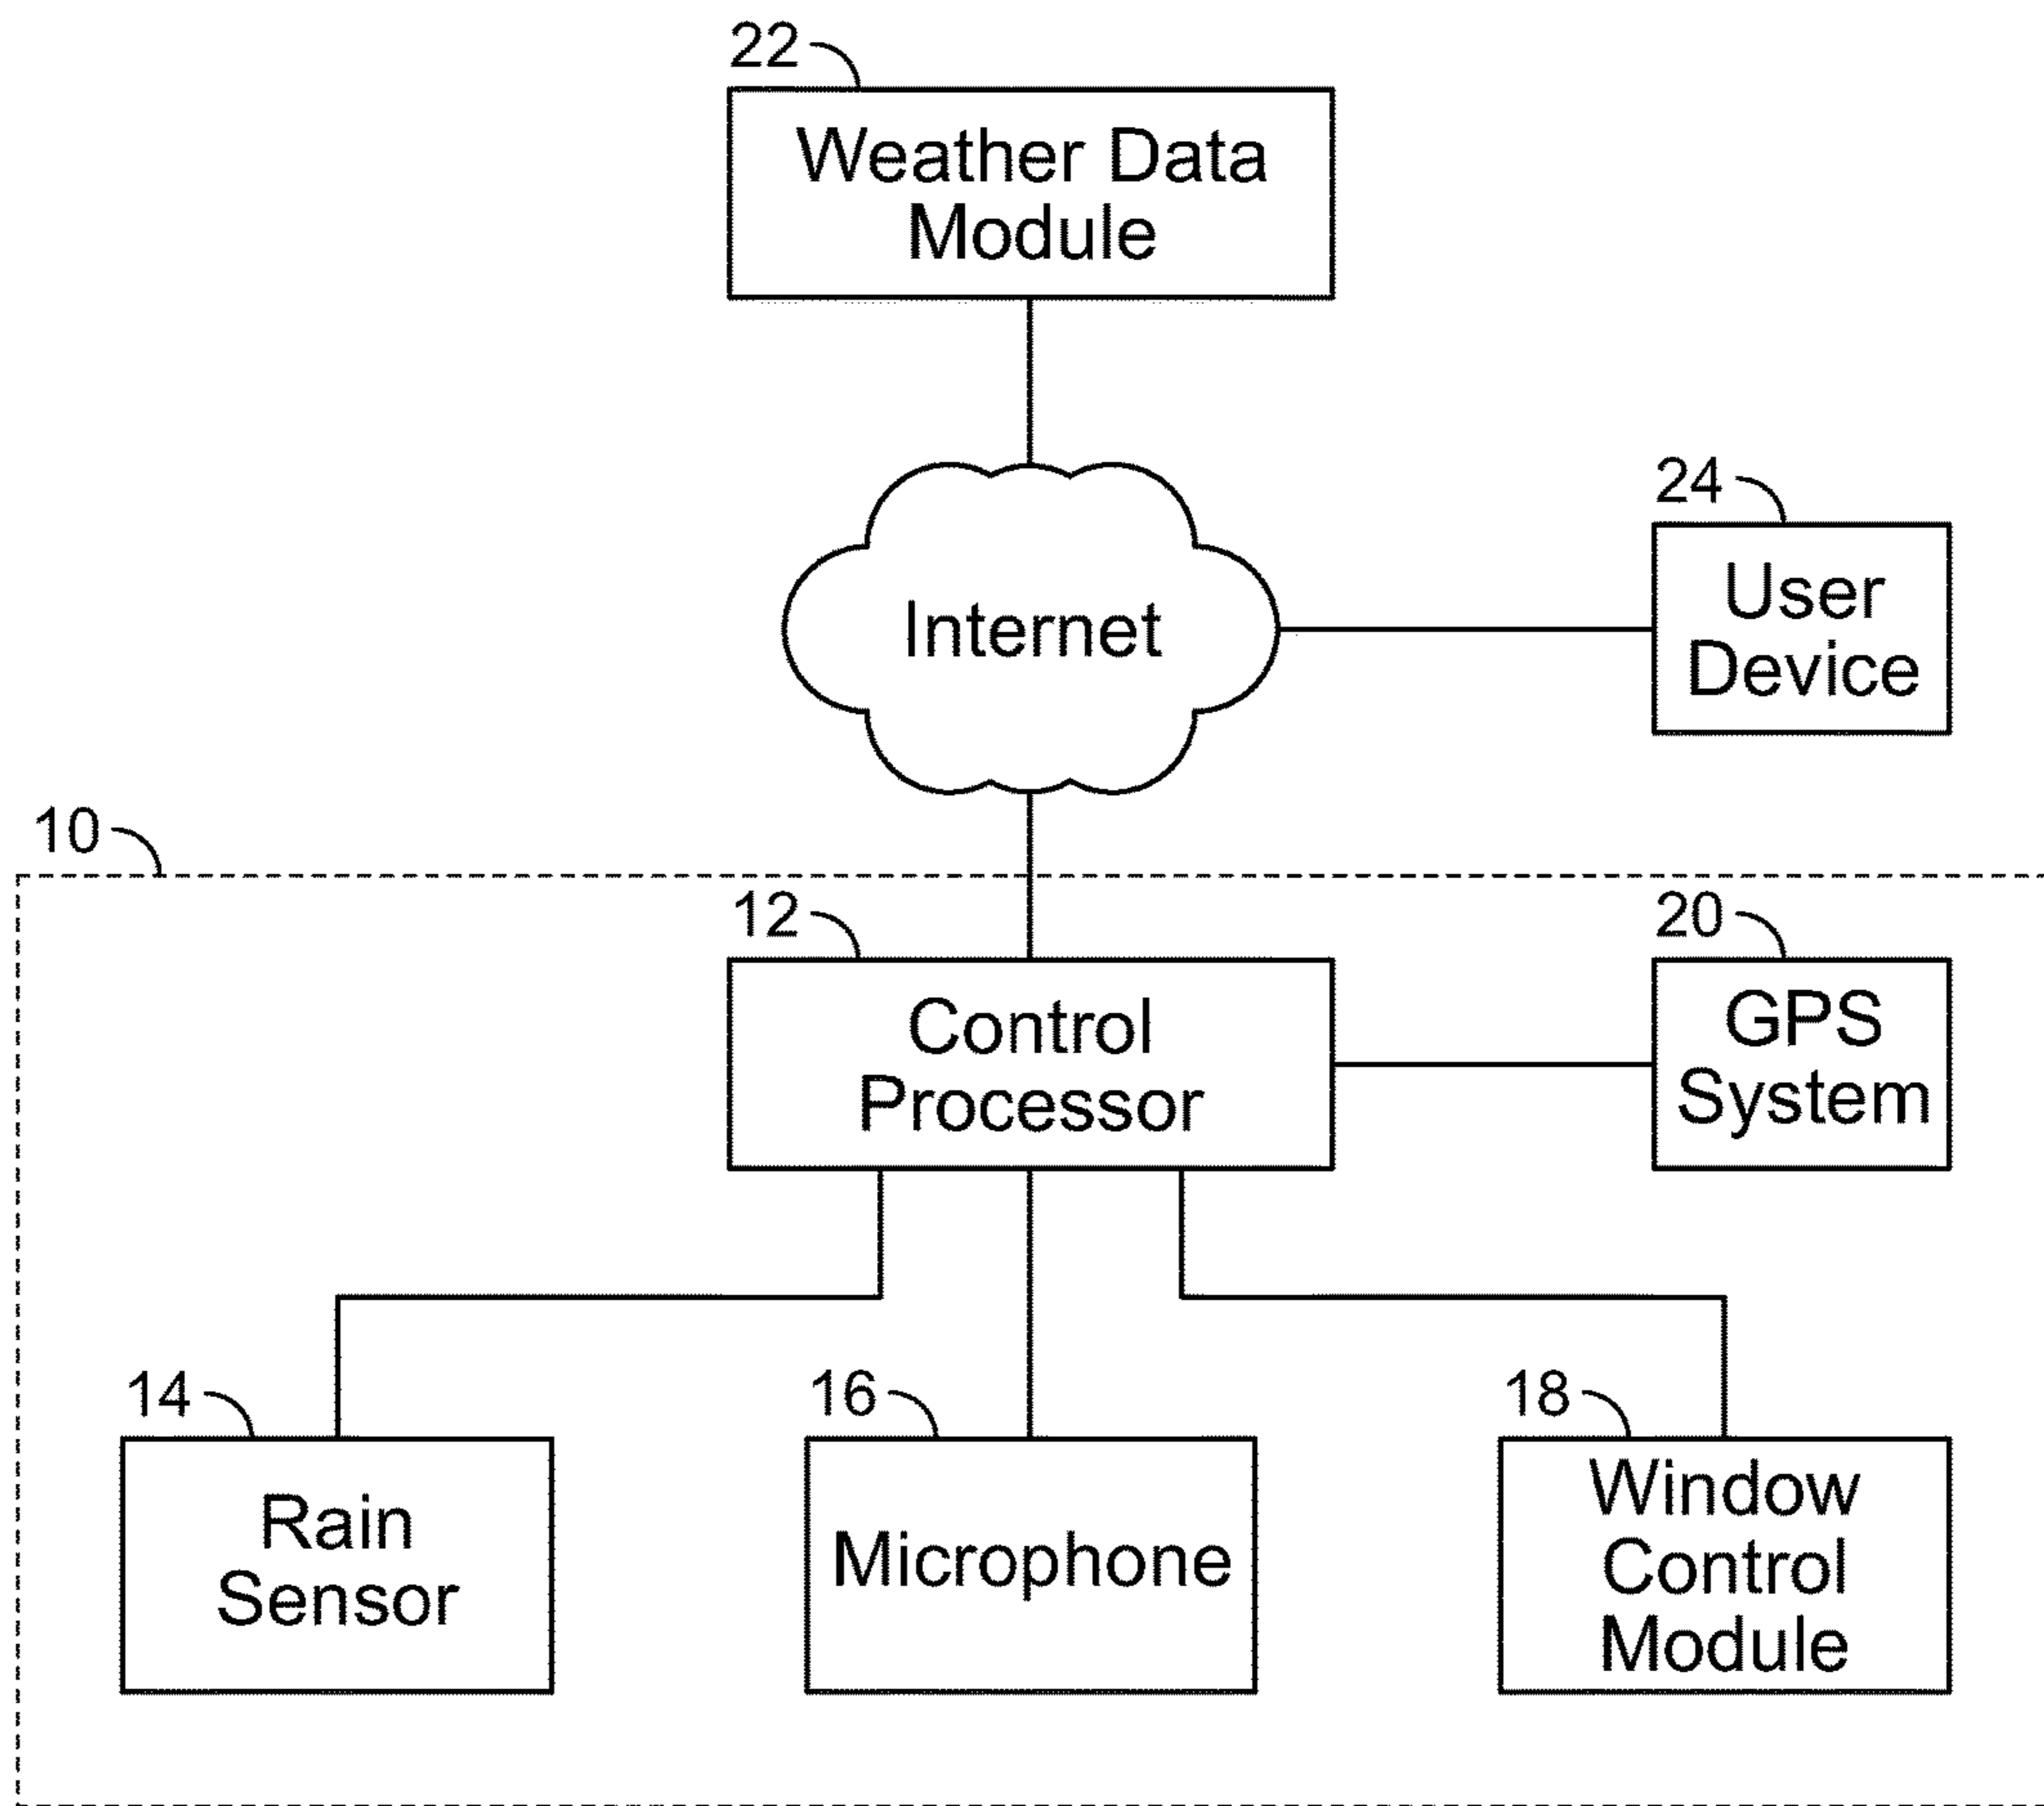 22
Weather Data
Module
24
User
Device
Internet
10
12
Control
Processor
20
GPS
System
14
Rain
Sensor
16
Microphone
18
Window
Control
Module